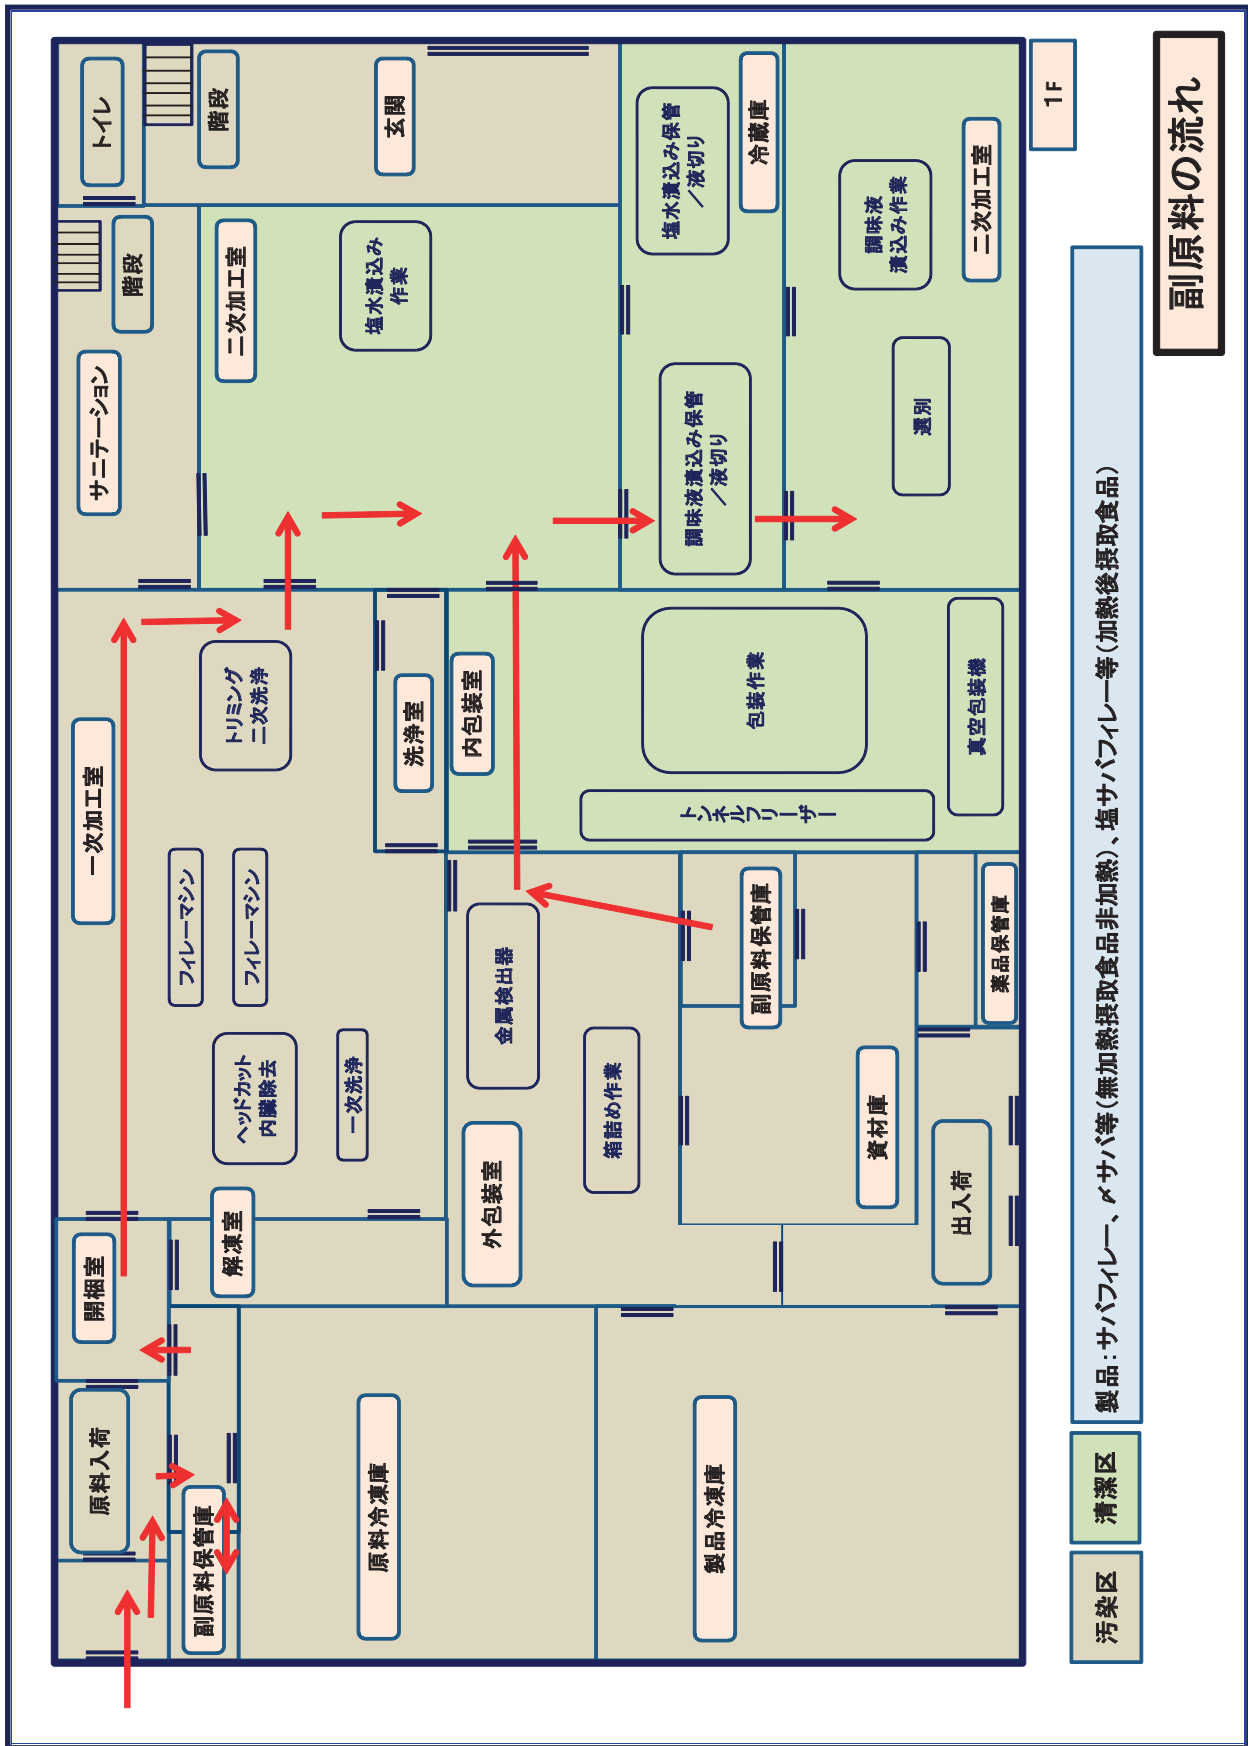 副原料の流れ
1F
製品：サバフィレー、〆サバ等（無加熱摂取食品非加熱）、塩サバフィレー等（加熱後摂取食品）
清潔区
汚染区
トイレ
階段
玄関
階段
サニテーション
二次加工室
塩水漬込み
作業
塩水漬込み保管
／液切り
冷蔵庫
調味液漬込み保管
／液切り
調味液
漬込み作業
二次加工室
選別
一次加工室
トリミング
二次洗浄
洗浄室
内包装室
包装作業
真空包装機
トンネルフリーザー
フィレーマシン
フィレーマシン
ヘッドカット
内臓除去
一次洗浄
金属検出器
箱詰め作業
外包装室
副原料保管庫
薬品保管庫
資材庫
出入荷
解凍室
開梱室
原料入荷
副原料保管庫
原料冷凍庫
製品冷凍庫